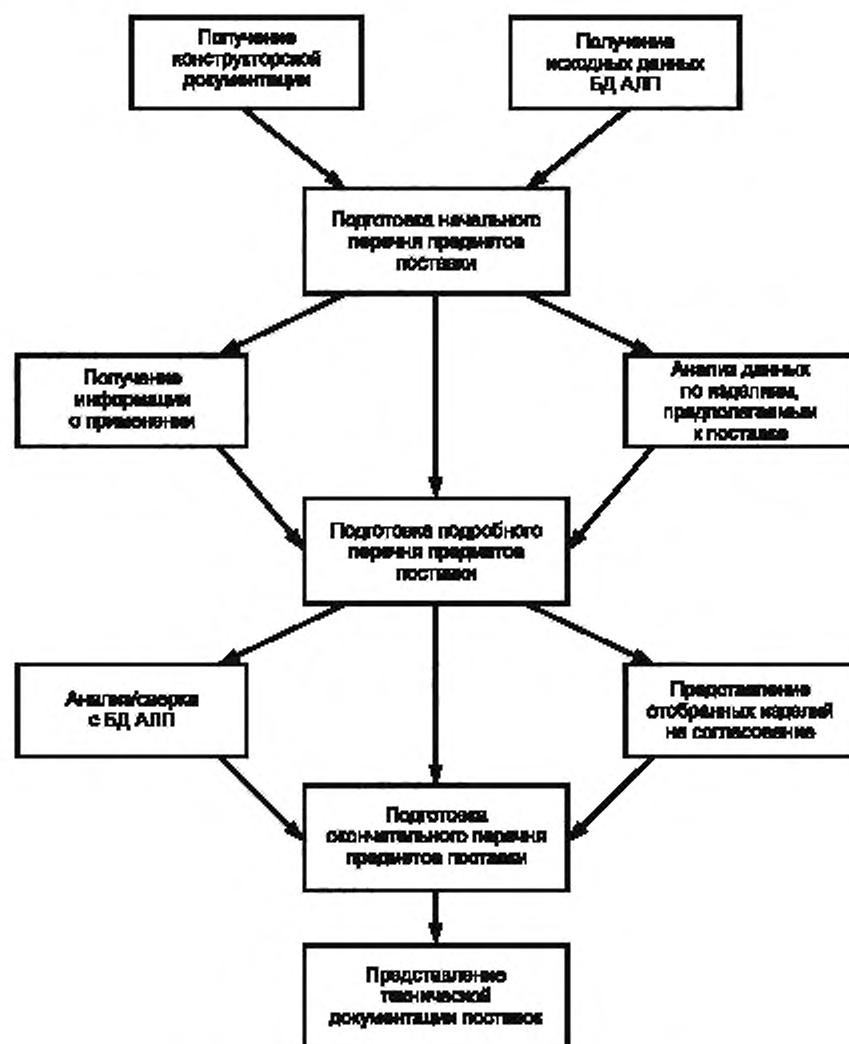 Получение
конструкторской
документации
Получение
исходных данных
БД АЛП
Подготовка начального
перечня предметов
поставки
Получение
информации
о применении
Анализ данных
по изделиям,
предполагаемым
к поставке
Подготовка подробного
перечня предметов
поставки
Анализ/сверка
с БД АЛП
Представление
отобранных изделий
на согласование
Подготовка
окончательного перечня
предметов поставки
Представление
технической
документации поставок